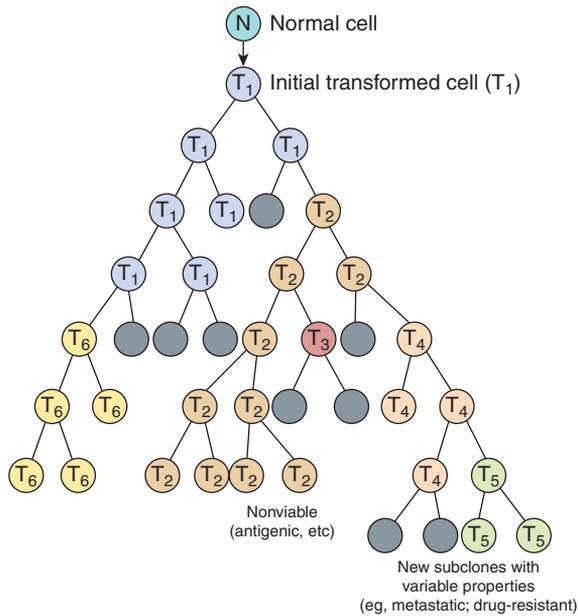 N Normal cell
T1 Initial transformed cell (T1)
T1 T1
T1 T1 T2
T1 T1 T2 T2
T6 T2 T3 T4
T6 T6 T2 T2 T4 T4
T6 T6 T2 T2 T2 T2 T4 T5
Nonviable
(antigenic, etc)
T5 T5
New subclones with
variable properties
(eg, metastatic; drug-resistant)